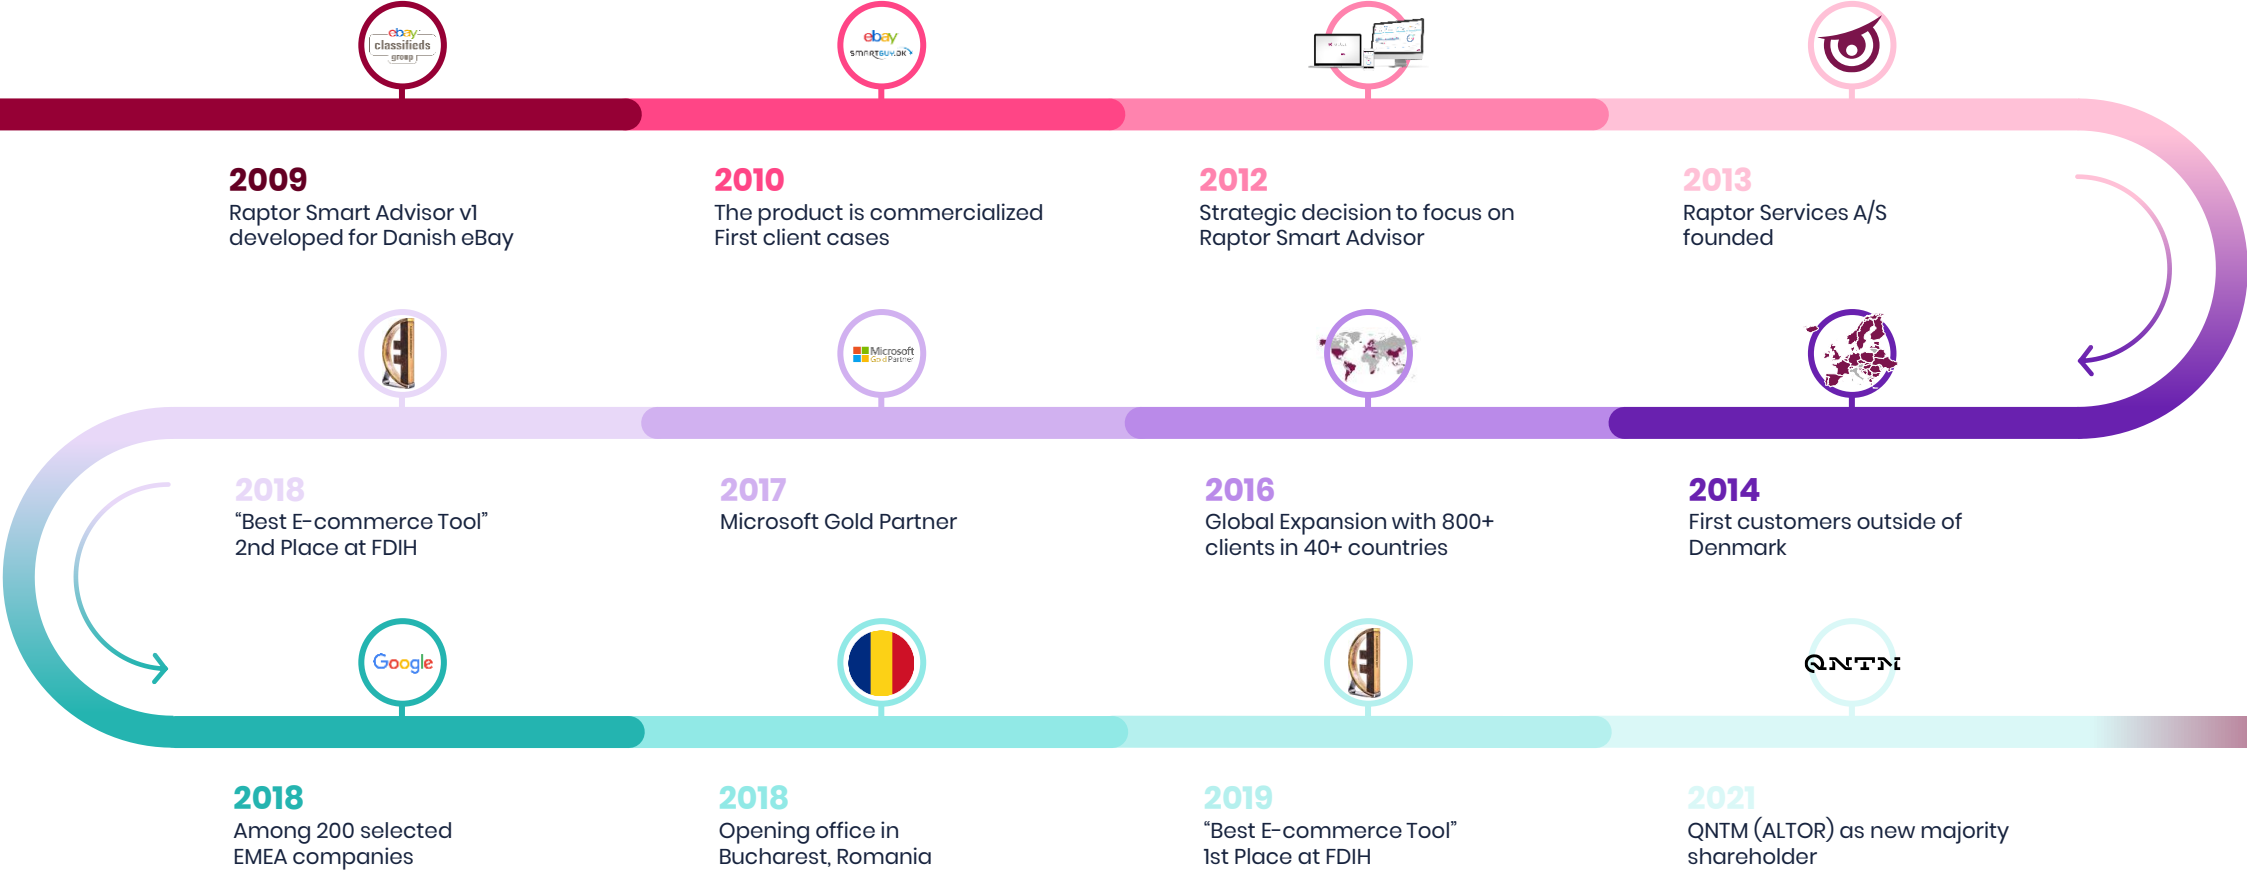 ebay
classifieds
group
ebay
SMARTGUY.DK
2009
Raptor Smart Advisor v1
developed for Danish eBay
2010
The product is commercialized
First client cases
2012
Strategic decision to focus on
Raptor Smart Advisor
2013
Raptor Services A/S
founded
Microsoft
Gold Partner
2018
“Best E-commerce Tool”
2nd Place at FDIH
2017
Microsoft Gold Partner
2016
Global Expansion with 800+
clients in 40+ countries
2014
First customers outside of
Denmark
Google
QNTM
2018
Among 200 selected
EMEA companies
2018
Opening office in
Bucharest, Romania
2019
“Best E-commerce Tool”
1st Place at FDIH
2021
QNTM (ALTOR) as new majority
shareholder